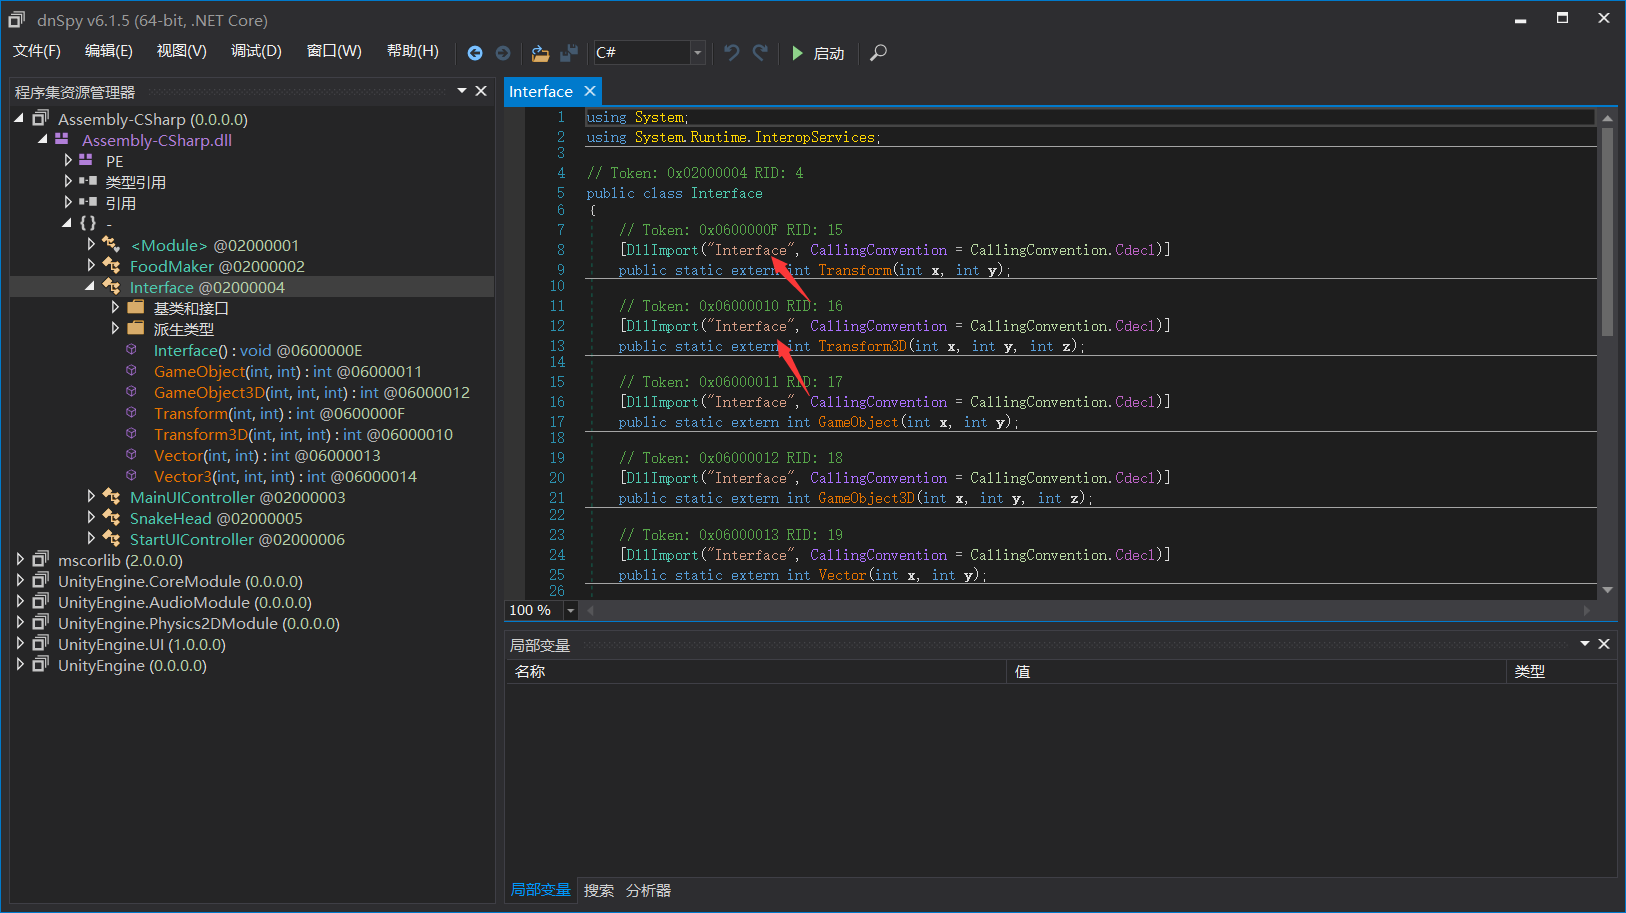 dnSpy v6.1.5 (64-bit, .NET Core)
文件(F) 编辑(E) 视图(V) 调试(D) 窗口(W) 帮助(H) C# 启动
程序集资源管理器
Assembly-CSharp (0.0.0.0)
Assembly-CSharp.dll
PE
类型引用
引用
{ } -
<Module> @02000001
FoodMaker @02000002
Interface @02000004
基类和接口
派生类型
Interface() : void @0600000E
GameObject(int, int) : int @06000011
GameObject3D(int, int, int) : int @06000012
Transform(int, int) : int @0600000F
Transform3D(int, int, int) : int @06000010
Vector(int, int) : int @06000013
Vector3(int, int, int) : int @06000014
MainUIController @02000003
SnakeHead @02000005
StartUIController @02000006
mscorlib (2.0.0.0)
UnityEngine.CoreModule (0.0.0.0)
UnityEngine.AudioModule (0.0.0.0)
UnityEngine.Physics2DModule (0.0.0.0)
UnityEngine.UI (1.0.0.0)
UnityEngine (0.0.0.0)
Interface
1 using System;
2 using System.Runtime.InteropServices;
3
4 // Token: 0x02000004 RID: 4
5 public class Interface
6 {
7 // Token: 0x0600000F RID: 15
8 [DllImport("Interface", CallingConvention = CallingConvention.Cdecl)]
9 public static extern int Transform(int x, int y);
10
11 // Token: 0x06000010 RID: 16
12 [DllImport("Interface", CallingConvention = CallingConvention.Cdecl)]
13 public static extern int Transform3D(int x, int y, int z);
14
15 // Token: 0x06000011 RID: 17
16 [DllImport("Interface", CallingConvention = CallingConvention.Cdecl)]
17 public static extern int GameObject(int x, int y);
18
19 // Token: 0x06000012 RID: 18
20 [DllImport("Interface", CallingConvention = CallingConvention.Cdecl)]
21 public static extern int GameObject3D(int x, int y, int z);
22
23 // Token: 0x06000013 RID: 19
24 [DllImport("Interface", CallingConvention = CallingConvention.Cdecl)]
25 public static extern int Vector(int x, int y);
26
100 %
局部变量
名称 值 类型
局部变量 搜索 分析器